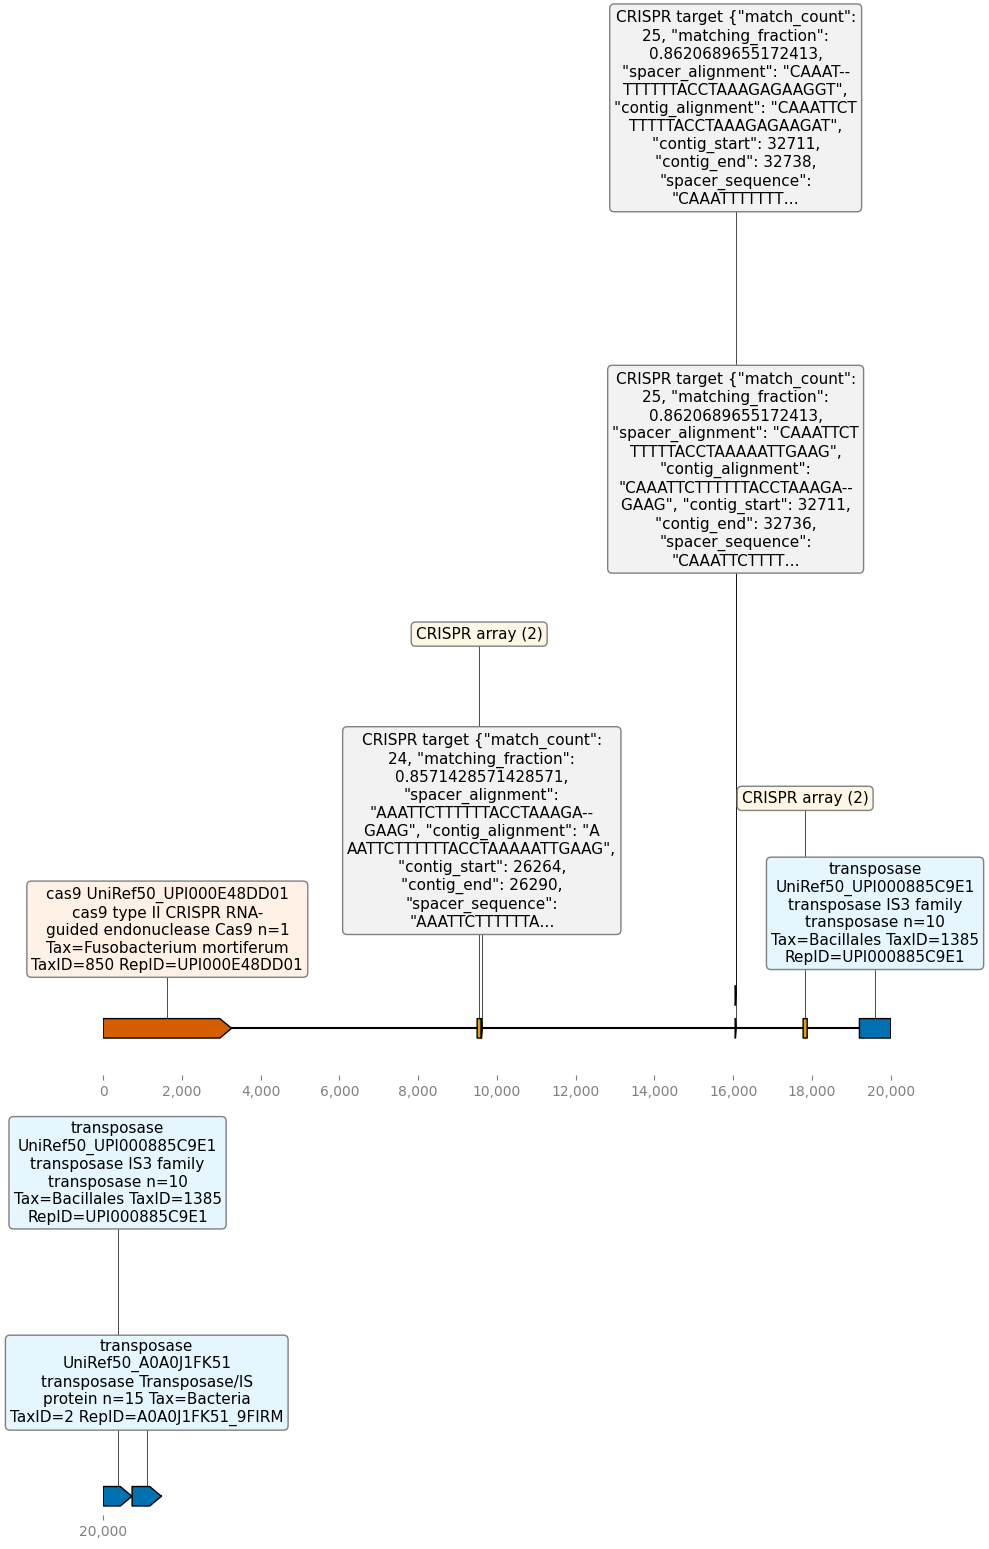 CRISPR target {"match_count":
25, "matching_fraction":
0.8620689655172413,
"spacer_alignment": "CAAAT--
TTTTTTACCTAAAGAGAAGGT",
"contig_alignment": "CAAATTCT
TTTTTACCTAAAGAGAAGAT",
"contig_start": 32711,
"contig_end": 32738,
"spacer_sequence":
"CAAATTTTTTT...
CRISPR target {"match_count":
25, "matching_fraction":
0.8620689655172413,
"spacer_alignment": "CAAATTCT
TTTTTACCTAAAAATTGAAG",
"contig_alignment":
"CAAATTCTTTTTTACCTAAAGA--
GAAG", "contig_start": 32711,
"contig_end": 32736,
"spacer_sequence":
"CAAATTCTTTT...
CRISPR array (2)
CRISPR target {"match_count":
24, "matching_fraction":
0.8571428571428571,
"spacer_alignment":
"AAATTCTTTTTTACCTAAAGA--
GAAG", "contig_alignment": "A
AATTCTTTTTTACCTAAAAATTGAAG",
"contig_start": 26264,
"contig_end": 26290,
"spacer_sequence":
"AAATTCTTTTTTA...
CRISPR array (2)
transposase
UniRef50_UPI000885C9E1
transposase IS3 family
transposase n=10
Tax=Bacillales TaxID=1385
RepID=UPI000885C9E1
cas9 UniRef50_UPI000E48DD01
cas9 type II CRISPR RNA-
guided endonuclease Cas9 n=1
Tax=Fusobacterium mortiferum
TaxID=850 RepID=UPI000E48DD01
0 2,000 4,000 6,000 8,000 10,000 12,000 14,000 16,000 18,000 20,000
transposase
UniRef50_UPI000885C9E1
transposase IS3 family
transposase n=10
Tax=Bacillales TaxID=1385
RepID=UPI000885C9E1
transposase
UniRef50_A0A0J1FK51
transposase Transposase/IS
protein n=15 Tax=Bacteria
TaxID=2 RepID=A0A0J1FK51_9FIRM
20,000